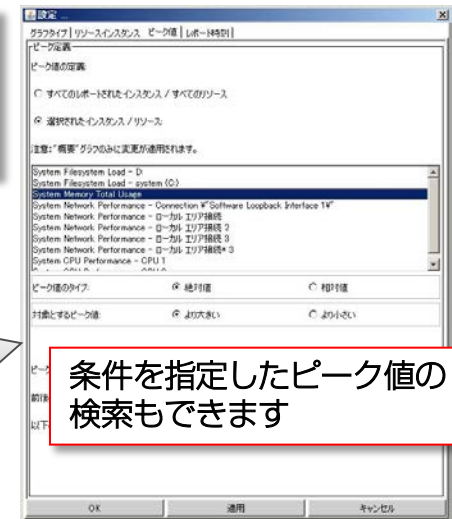 設定 ...
グラフタイプ リソースインスタンス ピーク値 レポート時刻
ピーク定義
ピーク値の定義:
すべてのレポートされたインスタンス / すべてのリソース
選択されたインスタンス / リソース:
注意: "概要" グラフのみに変更が適用されます。
System Filesystem Load - D:
System Filesystem Load - system (C:)
System Memory Total Usage
System Network Performance - Connection ¥"Software Loopback Interface 1¥"
System Network Performance - ローカル エリア接続
System Network Performance - ローカル エリア接続 2
System Network Performance - ローカル エリア接続 3
System Network Performance - ローカル エリア接続* 3
System CPU Performance - CPU 1
ピーク値のタイプ: 絶対値 相対値
対象とするピーク値: より大きい より小さい
ピーク
前後
以下
条件を指定したピーク値の
検索もできます
OK 適用 キャンセル